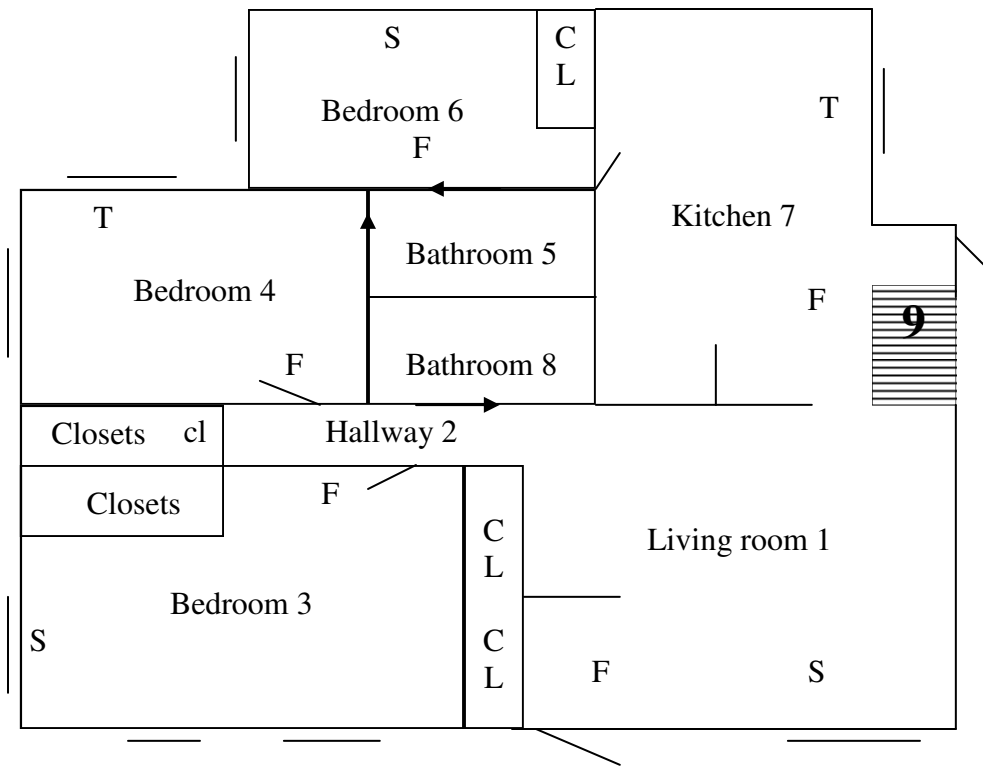 S
C
L
Bedroom 6
F
T
T
Kitchen 7
Bathroom 5
Bedroom 4
F
9
F
Bathroom 8
Closets cl
Hallway 2
F
Closets
C
L
Living room 1
Bedroom 3
S
C
L
F
S